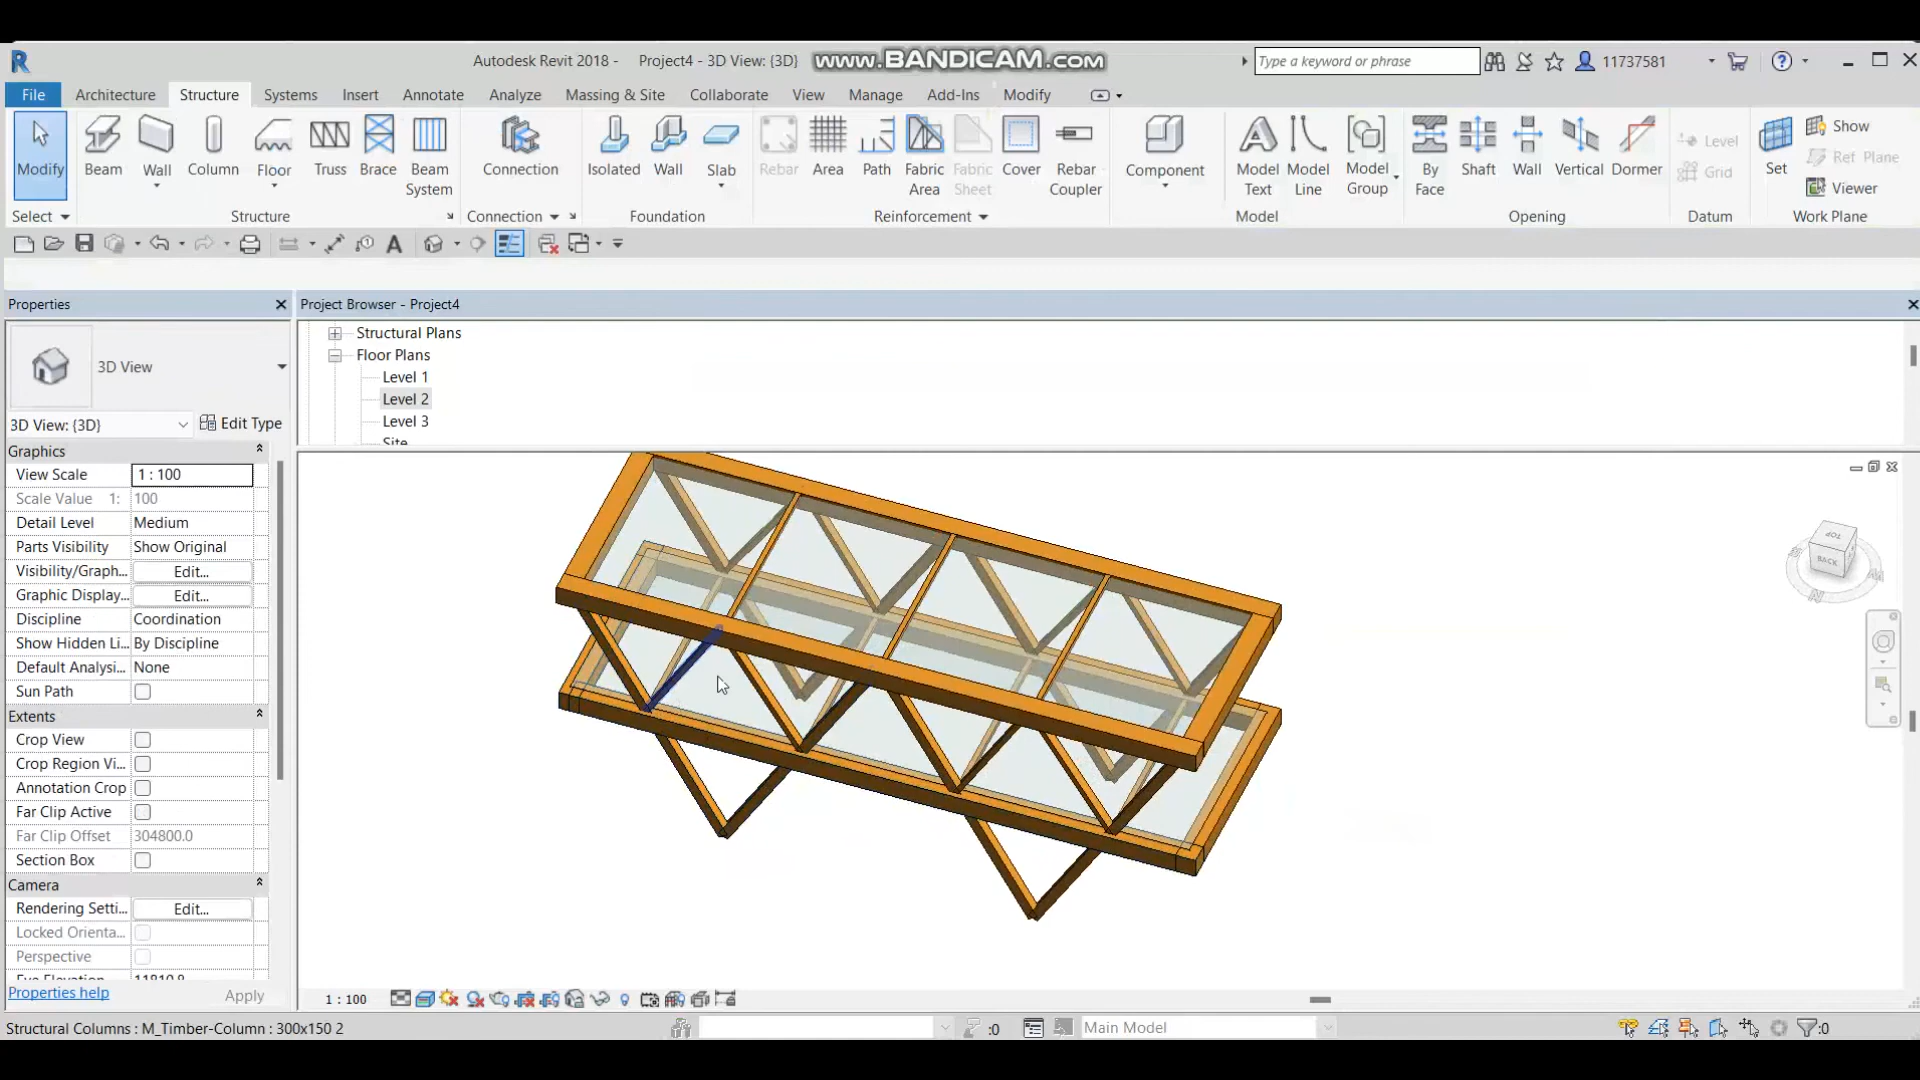 Autodesk Revit 2018 - Project4 - 3D View: {3D} www.BANDICAM.com Type a keyword or phrase 11737581
File Architecture Structure Systems Insert Annotate Analyze Massing & Site Collaborate View Manage Add-Ins Modify
Modify Beam Wall Column Floor Truss Brace Beam System Connection Isolated Wall Slab Rebar Area Path Fabric Area Fabric Sheet Cover Rebar Coupler Component Model Text Model Line Model Group By Face Shaft Wall Vertical Dormer Level Grid Set Show Ref Plane Viewer
Select Structure Connection Foundation Reinforcement Model Opening Datum Work Plane
Properties
Project Browser - Project4
3D View
Structural Plans
Floor Plans
Level 1
Level 2
Level 3
Site
3D View: {3D} Edit Type
Graphics
View Scale 1 : 100
Scale Value 1: 100
Detail Level Medium
Parts Visibility Show Original
Visibility/Graph... Edit...
Graphic Display... Edit...
Discipline Coordination
Show Hidden Li... By Discipline
Default Analysi... None
Sun Path
Extents
Crop View
Crop Region Vi...
Annotation Crop
Far Clip Active
Far Clip Offset 304800.0
Section Box
Camera
Rendering Setti... Edit...
Locked Orienta...
Perspective
Eye Elevation 11810.8
Properties help Apply
TOP
BACK
1 : 100
Structural Columns : M_Timber-Column : 300x150 2 :0 Main Model :0